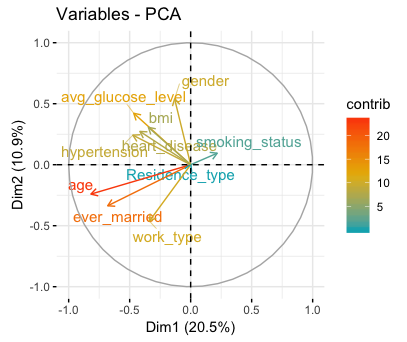 Variables - PCA
1.0
0.5
0.0
-0.5
-1.0
Dim2 (10.9%)
gender
avg_glucose_level
bmi
smoking_status
heart_disease
hypertension
Residence_type
age
ever_married
work_type
-1.0 -0.5 0.0 0.5 1.0
Dim1 (20.5%)
contrib
20
15
10
5